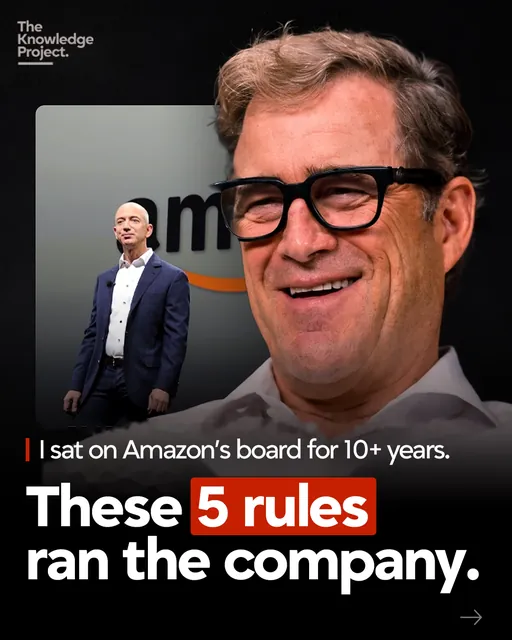 The
Knowledge
Project.
am
I sat on Amazon's board for 10+ years.
These 5 rules
ran the company.